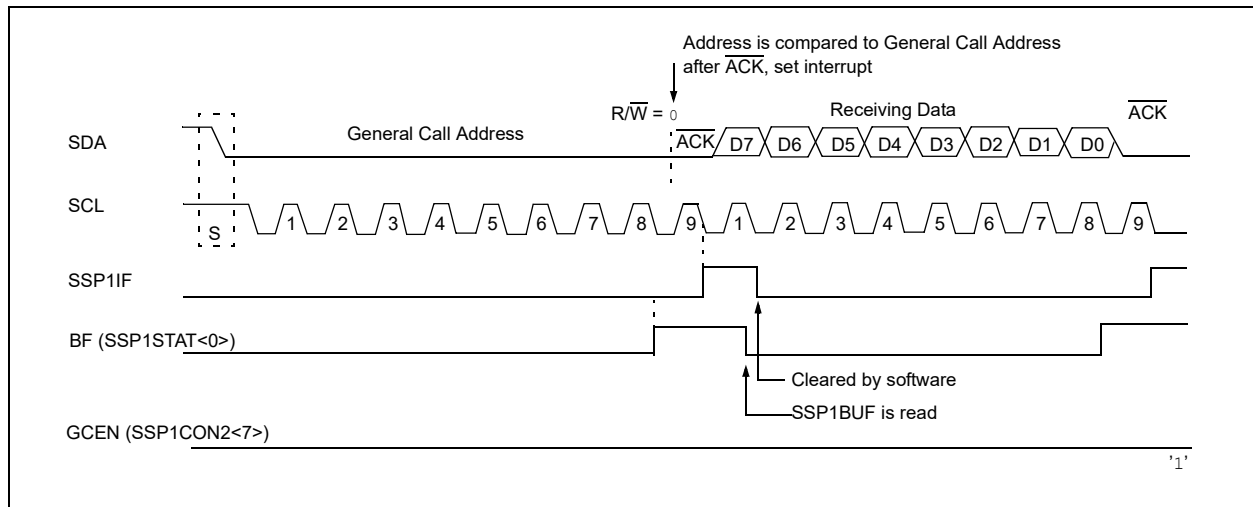 Address is compared to General Call Address
after ACK, set interrupt
R/W = 0
Receiving Data
ACK
General Call Address
SDA
ACK
D7 D6 D5 D4 D3 D2 D1 D0
SCL
S
1 2 3 4 5 6 7 8 9 1 2 3 4 5 6 7 8 9
SSP1IF
BF (SSP1STAT<0>)
Cleared by software
SSP1BUF is read
GCEN (SSP1CON2<7>)
'1'